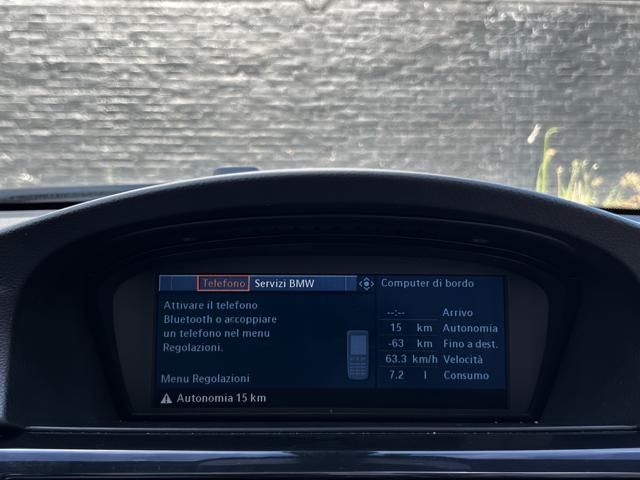 Telefono Servizi BMW
Attivare il telefono
Bluetooth o accoppiare
un telefono nel menu
Regolazioni.
Menu Regolazioni
Computer di bordo
--:-- Arrivo
15 km Autonomia
-63 km Fino a dest.
63.3 km/h Velocità
7.2 l Consumo
Autonomia 15 km